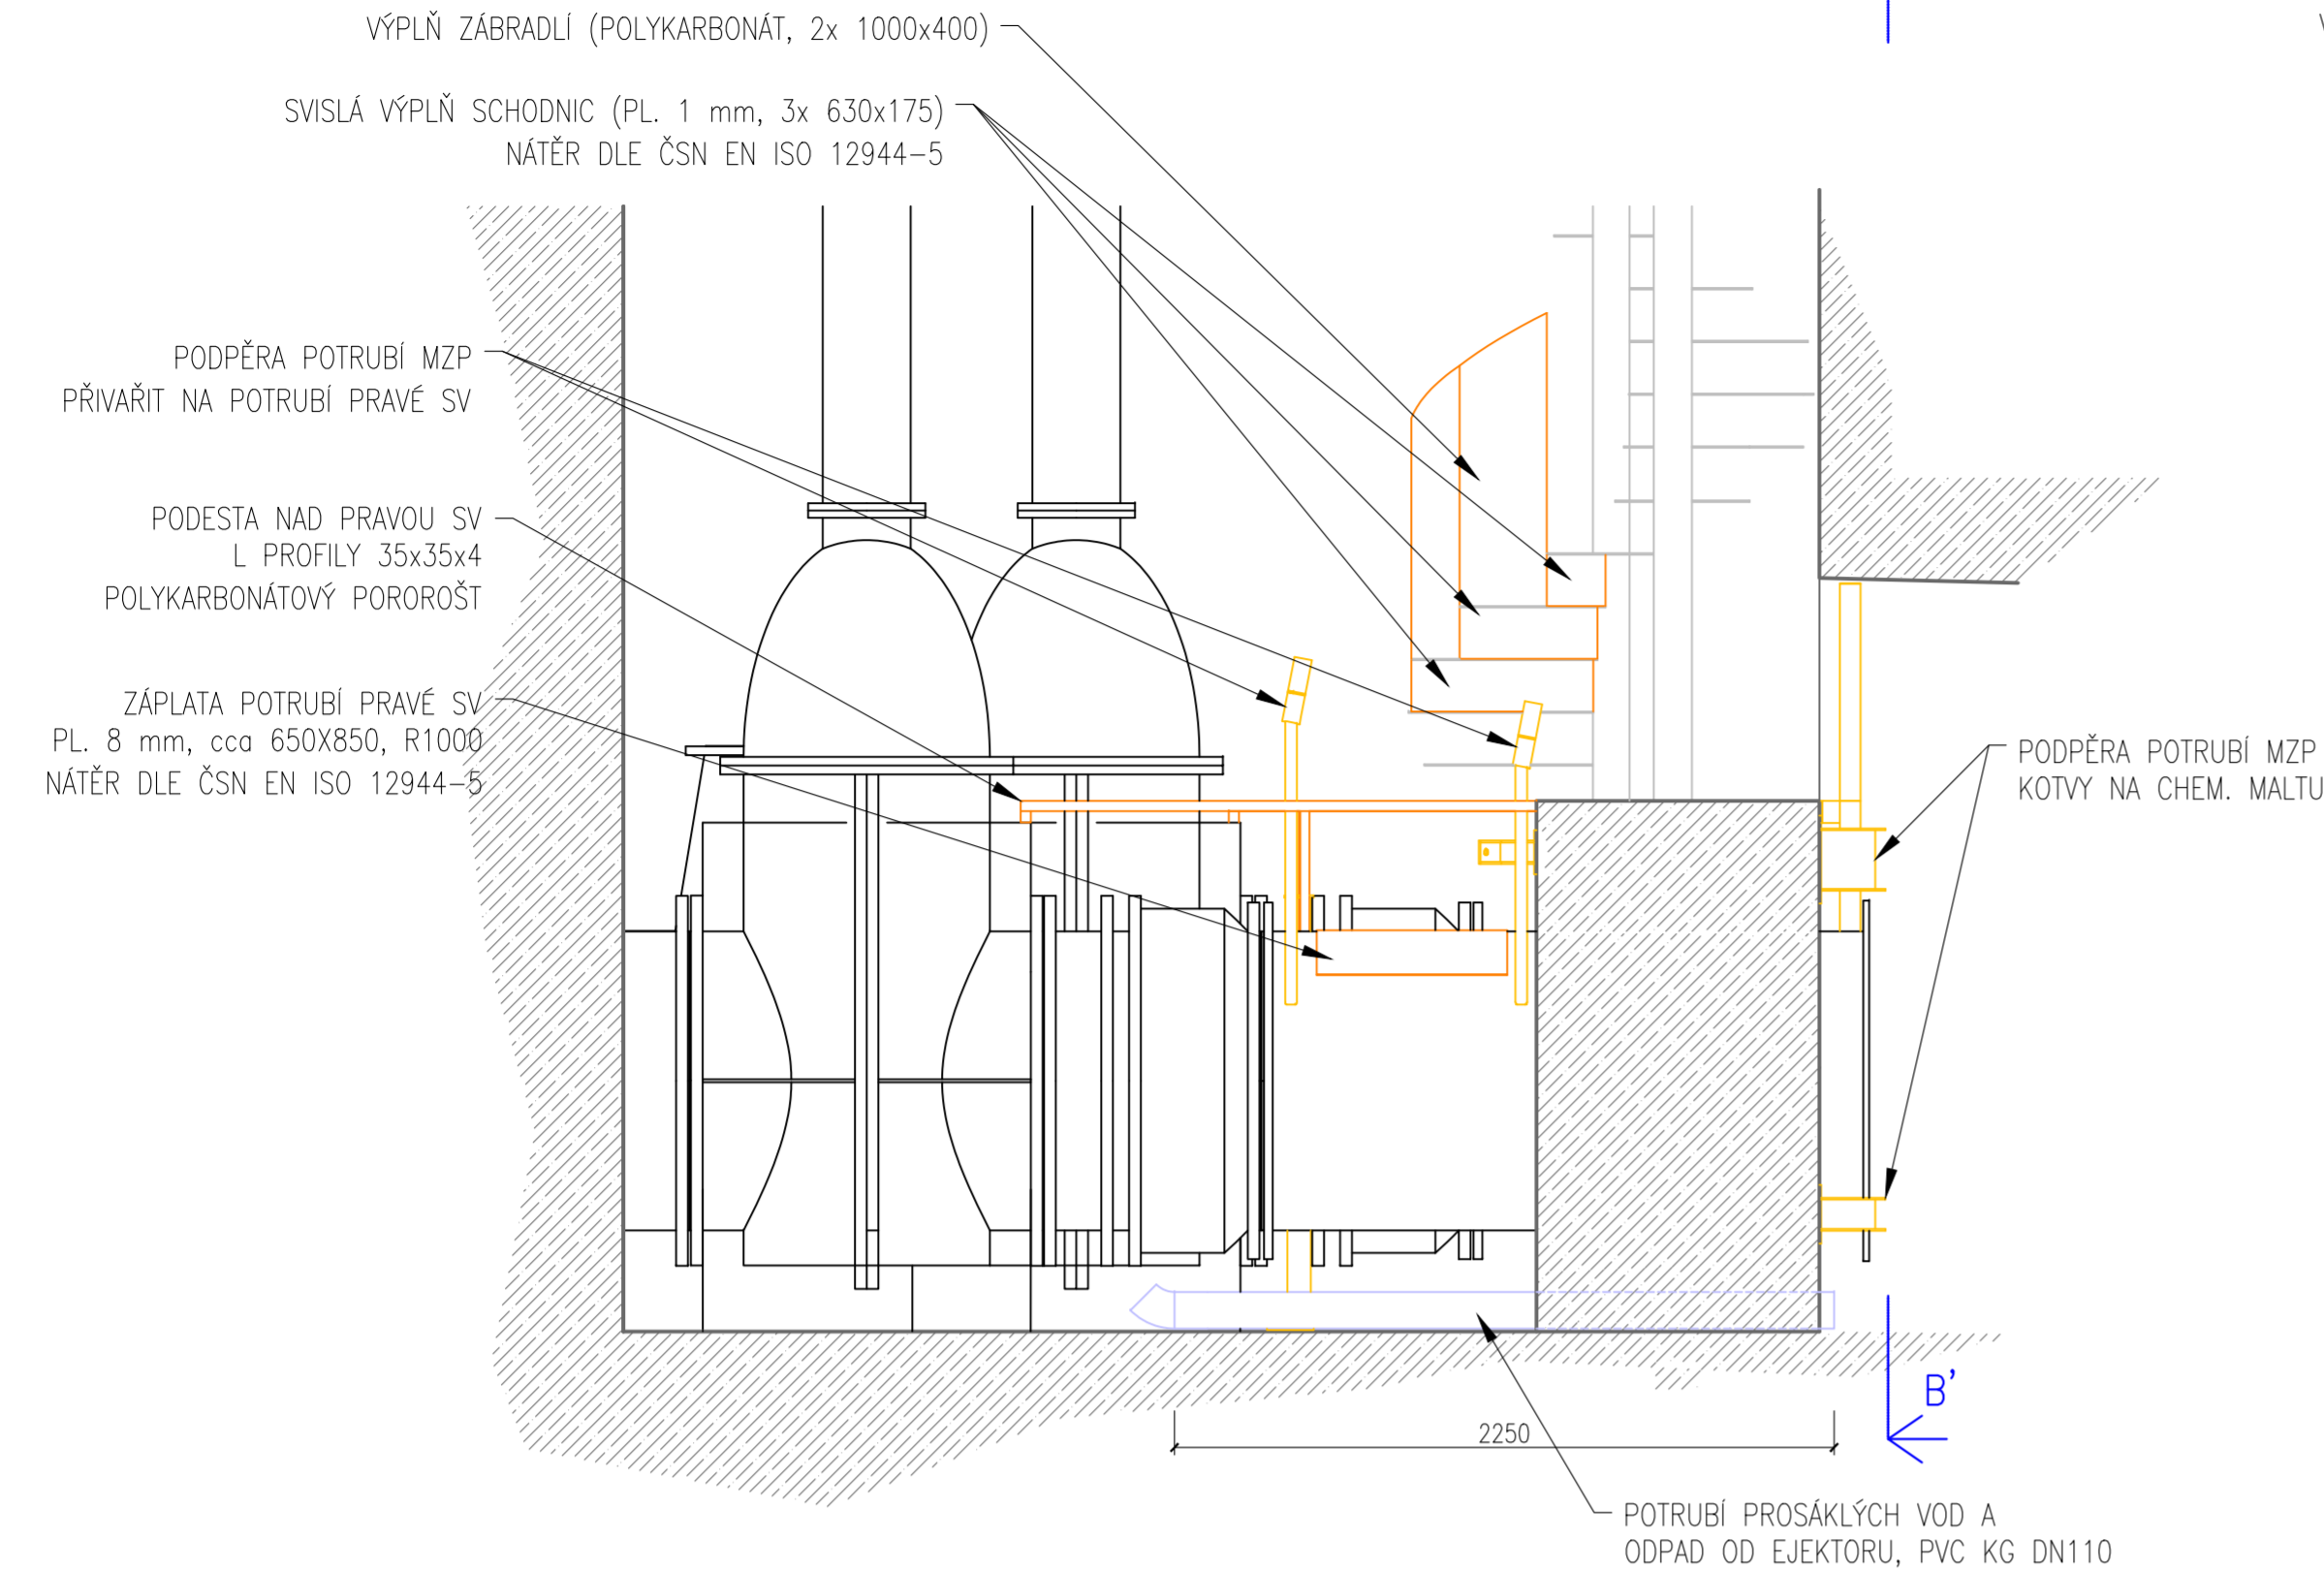 VÝPLŇ ZÁBRADLÍ (POLYKARBONÁT, 2x 1000x400)
SVISLÁ VÝPLŇ SCHODNIC (PL. 1 mm, 3x 630x175)
NÁTĚR DLE ČSN EN ISO 12944-5
PODPĚRA POTRUBÍ MZP
PŘIVAŘIT NA POTRUBÍ PRAVÉ SV
PODESTA NAD PRAVOU SV
L PROFILY 35x35x4
POLYKARBONÁTOVÝ POROROŠT
ZÁPLATA POTRUBÍ PRAVÉ SV
PL. 8 mm, cca 650X850, R1000
NÁTĚR DLE ČSN EN ISO 12944-5
PODPĚRA POTRUBÍ MZP
KOTVY NA CHEM. MALTU
B'
2250
POTRUBÍ PROSÁKLÝCH VOD A
ODPAD OD EJEKTORU, PVC KG DN110